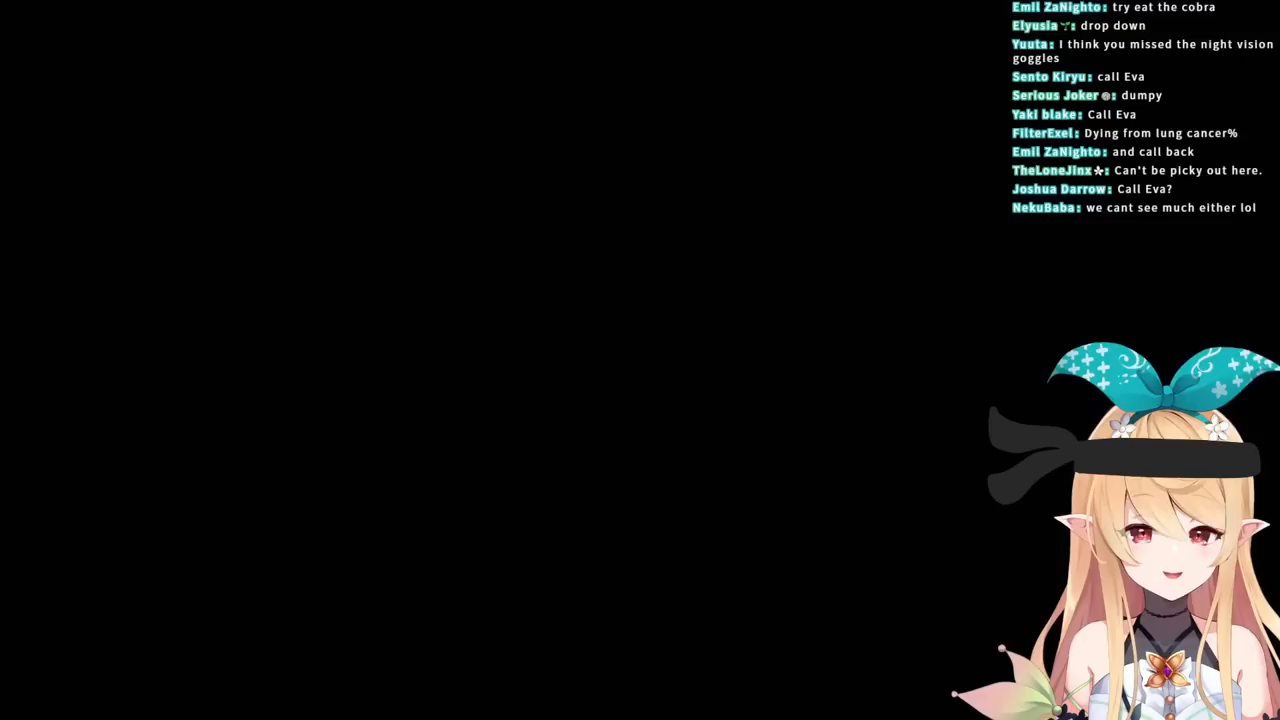 Emil ZaNighto: try eat the cobra
Elyusia: drop down
Yuuta: I think you missed the night vision
goggles
Sento Kiryu: call Eva
Serious Joker: dumpy
Yaki blake: Call Eva
FilterExel: Dying from lung cancer%
Emil ZaNighto: and call back
TheLoneJinx: Can't be picky out here.
Joshua Darrow: Call Eva?
NekuBaba: we cant see much either lol